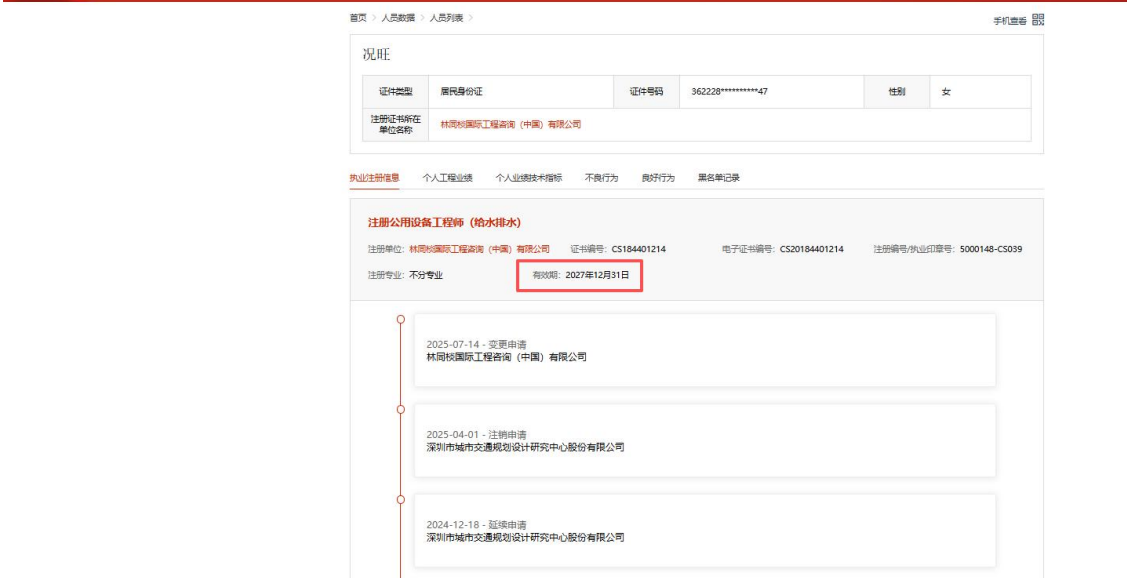 首页 > 人员数据 > 人员列表 >
手机查看
况旺
证件类型 居民身份证 证件号码 362228**********47 性别 女
注册证书所在
单位名称
林同棪国际工程咨询（中国）有限公司
执业注册信息 个人工程业绩 个人业绩技术指标 不良行为 良好行为 黑名单记录
注册公用设备工程师（给水排水）
注册单位：林同棪国际工程咨询（中国）有限公司 证书编号：CS184401214 电子证书编号：CS20184401214 注册编号/执业印章号：5000148-CS039
注册专业：不分专业 有效期：2027年12月31日
2025-07-14 - 变更申请
林同棪国际工程咨询（中国）有限公司
2025-04-01 - 注销申请
深圳市城市交通规划设计研究中心股份有限公司
2024-12-18 - 延续申请
深圳市城市交通规划设计研究中心股份有限公司